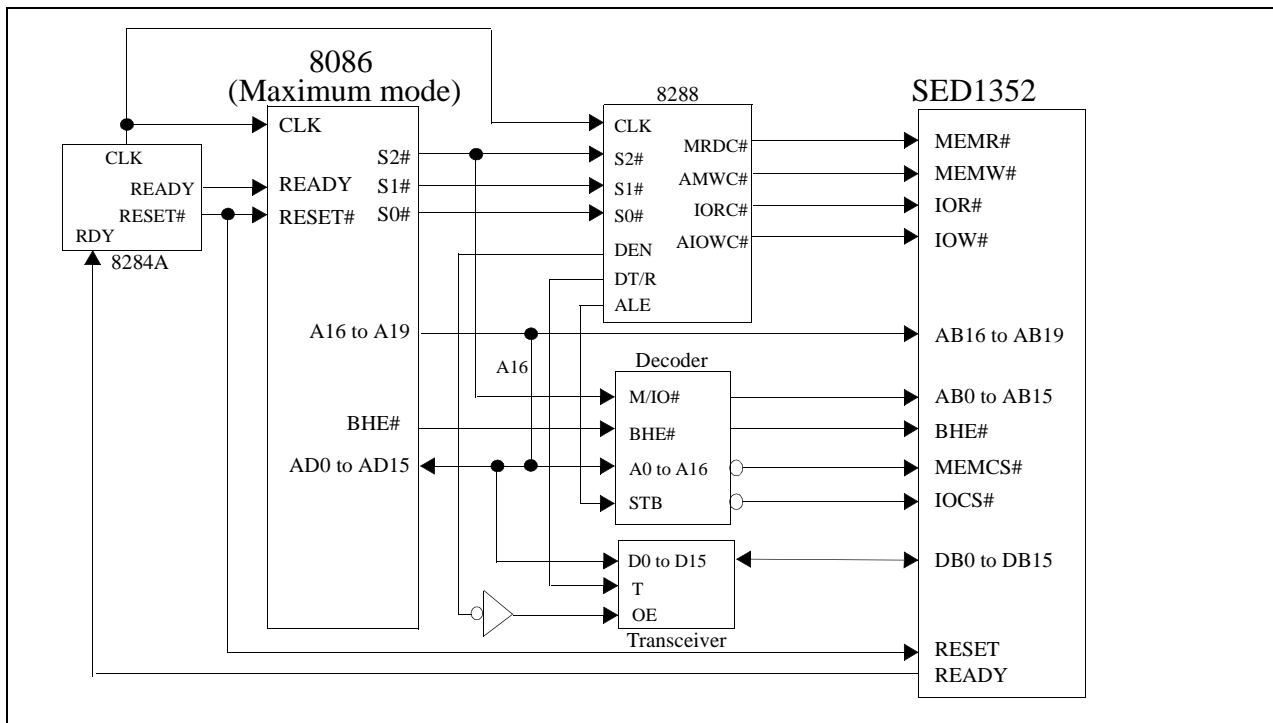 8086
(Maximum mode)
8288
SED1352
CLK
READY
RESET#
RDY
8284A
CLK
READY
RESET#
S2#
S1#
S0#
A16 to A19
BHE#
AD0 to AD15
A16
CLK
S2#
S1#
S0#
DEN
DT/R
ALE
MRDC#
AMWC#
IORC#
AIOWC#
Decoder
M/IO#
BHE#
A0 to A16
STB
D0 to D15
T
OE
Transceiver
MEMR#
MEMW#
IOR#
IOW#
AB16 to AB19
AB0 to AB15
BHE#
MEMCS#
IOCS#
DB0 to DB15
RESET
READY